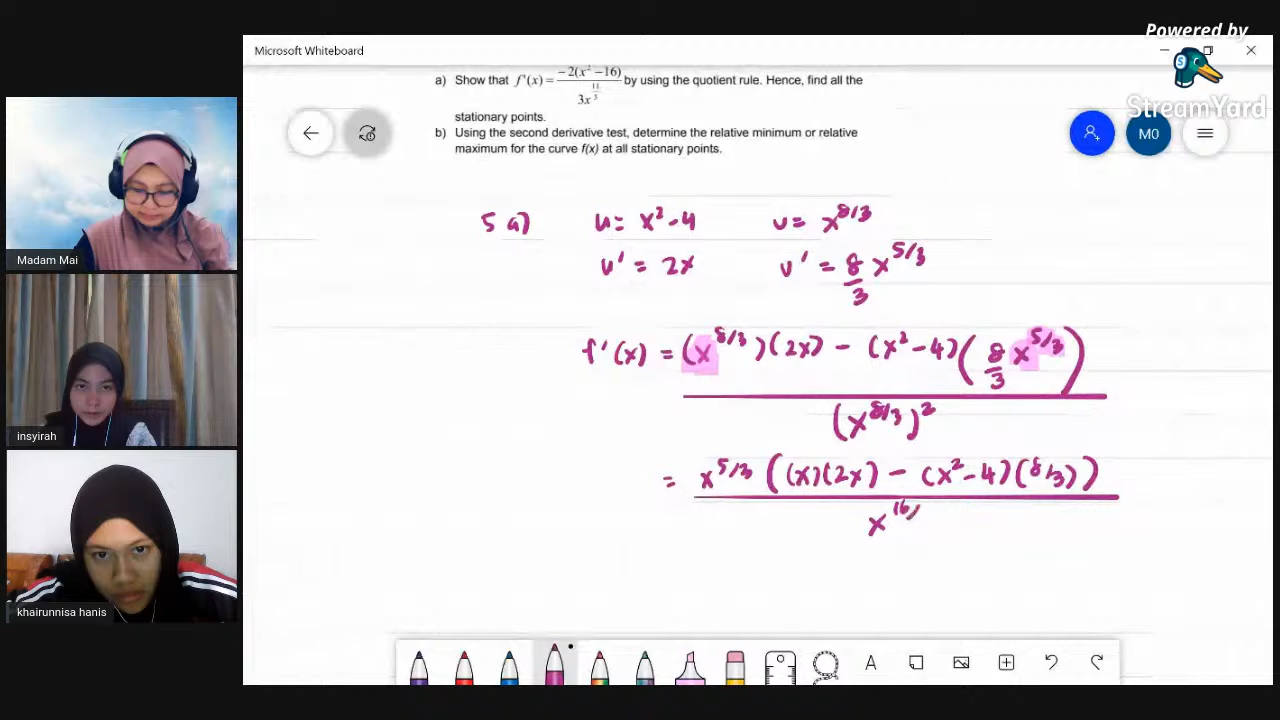 Powered by
StreamYard
Microsoft Whiteboard
a) Show that f'(x) = -2(x² - 16) / 3x^(11/3) by using the quotient rule. Hence, find all the
stationary points.
b) Using the second derivative test, determine the relative minimum or relative
maximum for the curve f(x) at all stationary points.
M0
5 a) u = x² - 4 v = x^(8/3)
u' = 2x v' = 8/3 x^(5/3)
f'(x) = (x^(8/3))(2x) - (x² - 4)(8/3 x^(5/3))
(x^(8/3))²
= x^(5/3) ((x)(2x) - (x² - 4)(8/3))
x^16/
Madam Mai
insyirah
khairunnisa hanis
A